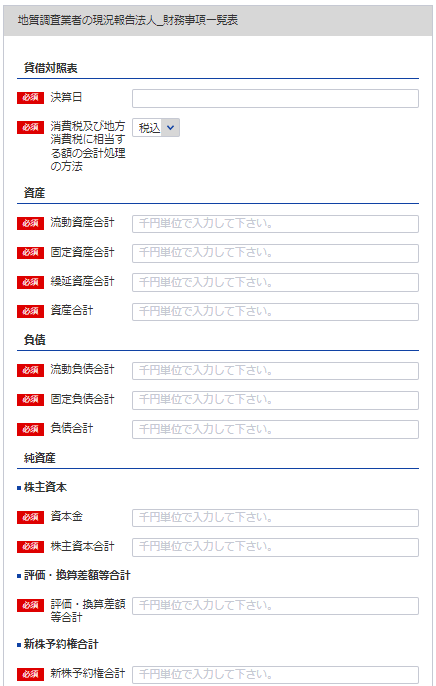 地質調査業者の現況報告法人_財務事項一覧表
貸借対照表
必須 決算日
必須 消費税及び地方
消費税に相当す
る額の会計処理
の方法
税込
資産
必須 流動資産合計 千円単位で入力して下さい。
必須 固定資産合計 千円単位で入力して下さい。
必須 繰延資産合計 千円単位で入力して下さい。
必須 資産合計 千円単位で入力して下さい。
負債
必須 流動負債合計 千円単位で入力して下さい。
必須 固定負債合計 千円単位で入力して下さい。
必須 負債合計 千円単位で入力して下さい。
純資産
株主資本
必須 資本金 千円単位で入力して下さい。
必須 株主資本合計 千円単位で入力して下さい。
評価・換算差額等合計
必須 評価・換算差額
等合計
千円単位で入力して下さい。
新株予約権合計
必須 新株予約権合計 千円単位で入力して下さい。